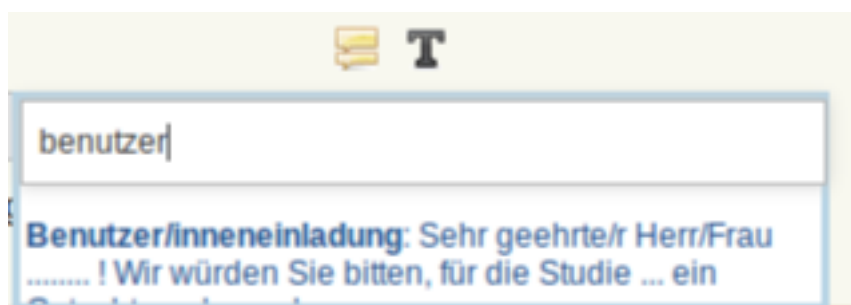 T
benutzer
Benutzer/inneneinladung: Sehr geehrte/r Herr/Frau
........ ! Wir würden Sie bitten, für die Studie ... ein